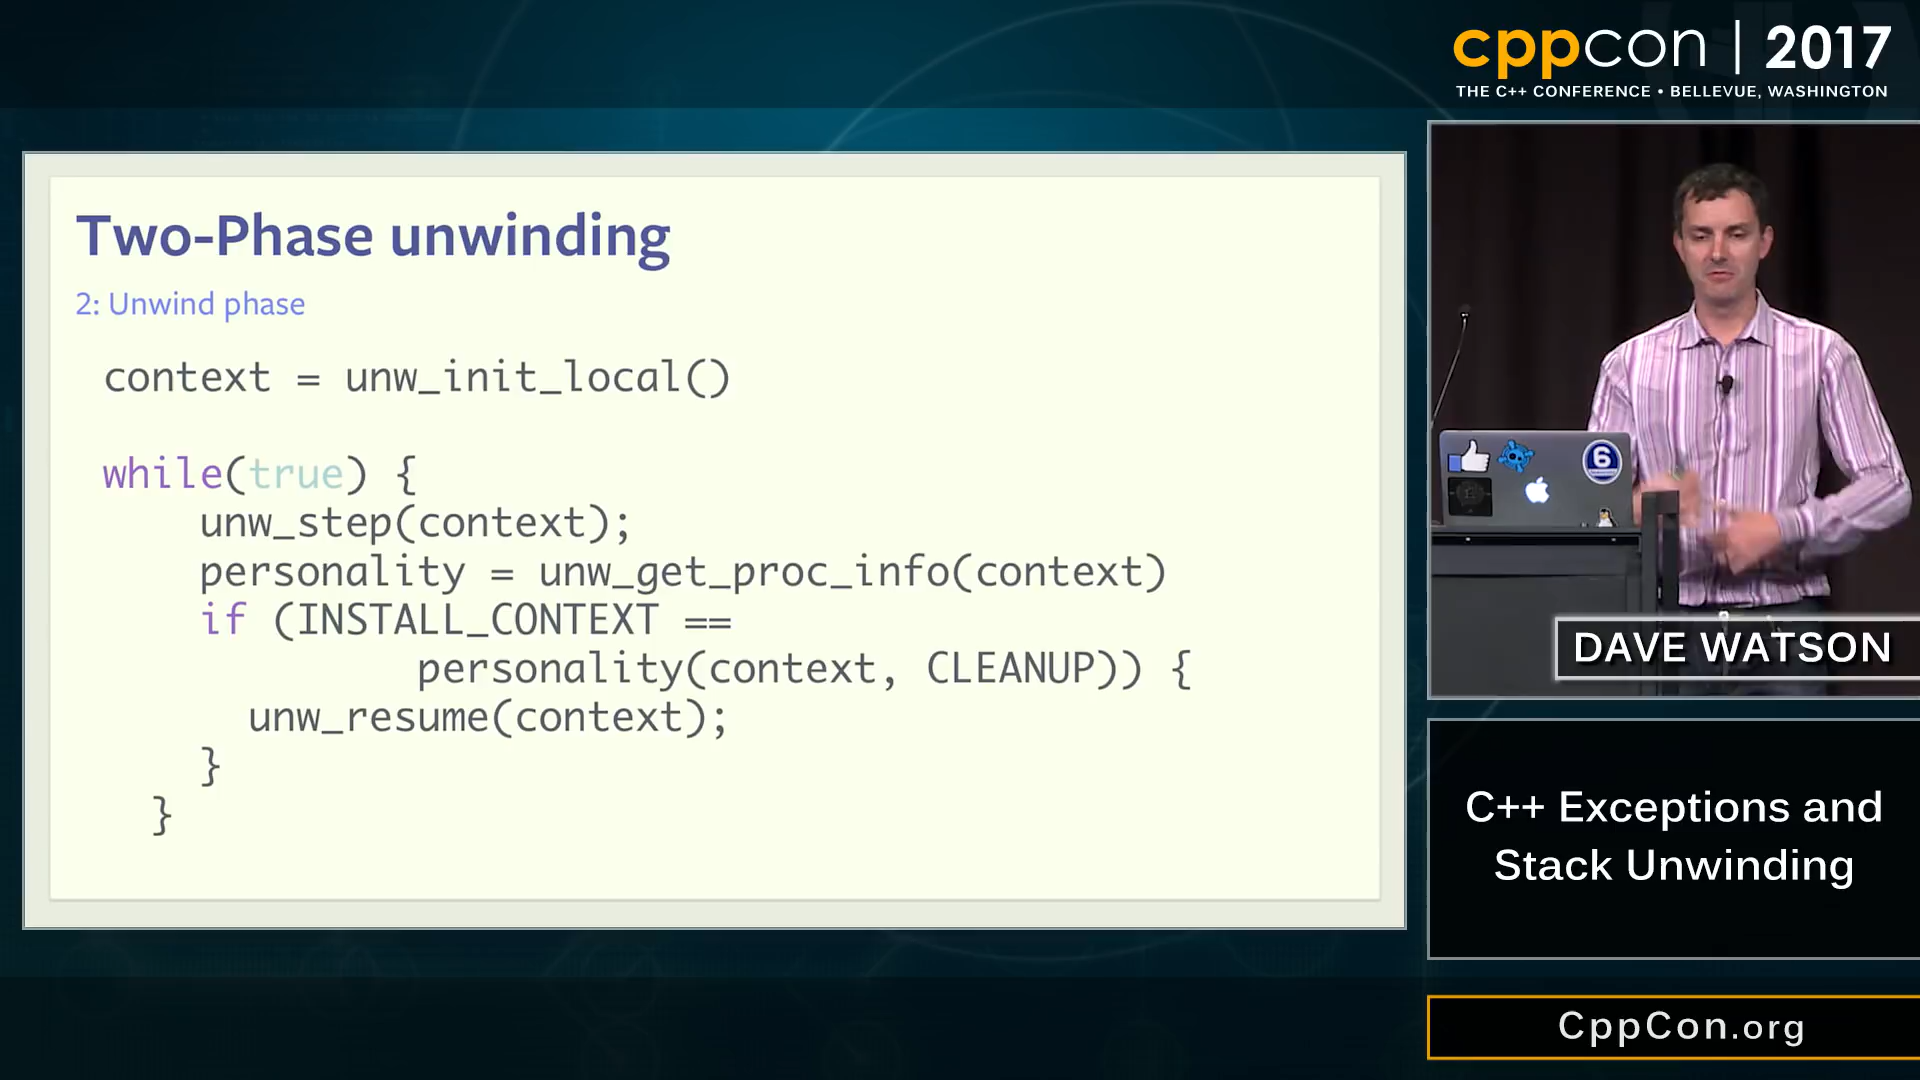 cppcon | 2017
THE C++ CONFERENCE • BELLEVUE, WASHINGTON
Two-Phase unwinding
2: Unwind phase
context = unw_init_local()
while(true) {
unw_step(context);
personality = unw_get_proc_info(context)
if (INSTALL_CONTEXT ==
personality(context, CLEANUP)) {
unw_resume(context);
}
}
6
DAVE WATSON
C++ Exceptions and
Stack Unwinding
CppCon.org